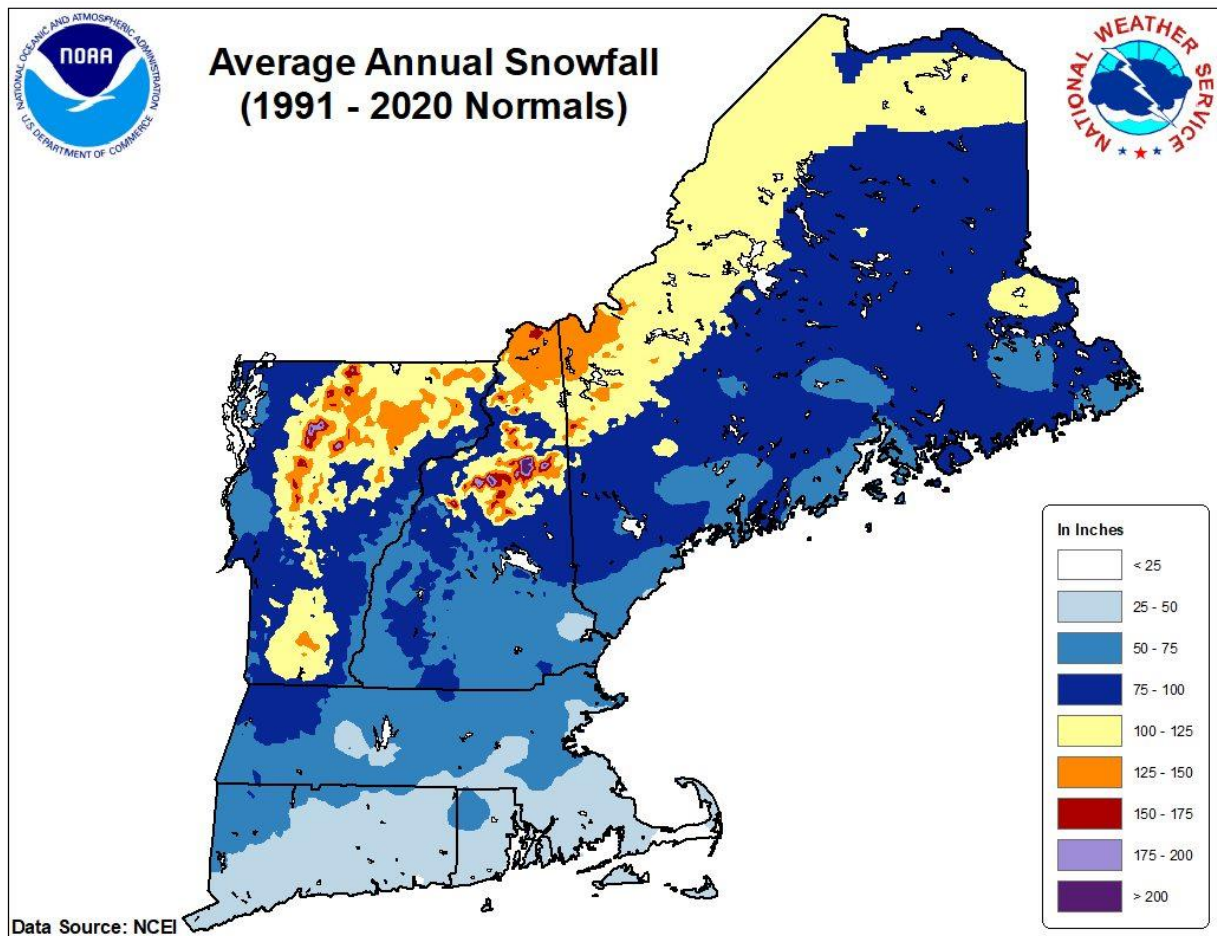 NATIONAL OCEANIC AND ATMOSPHERIC ADMINISTRATION
NOAA
U.S. DEPARTMENT OF COMMERCE
Average Annual Snowfall
(1991 - 2020 Normals)
NATIONAL WEATHER SERVICE
In Inches
< 25
25 - 50
50 - 75
75 - 100
100 - 125
125 - 150
150 - 175
175 - 200
> 200
Data Source: NCEI